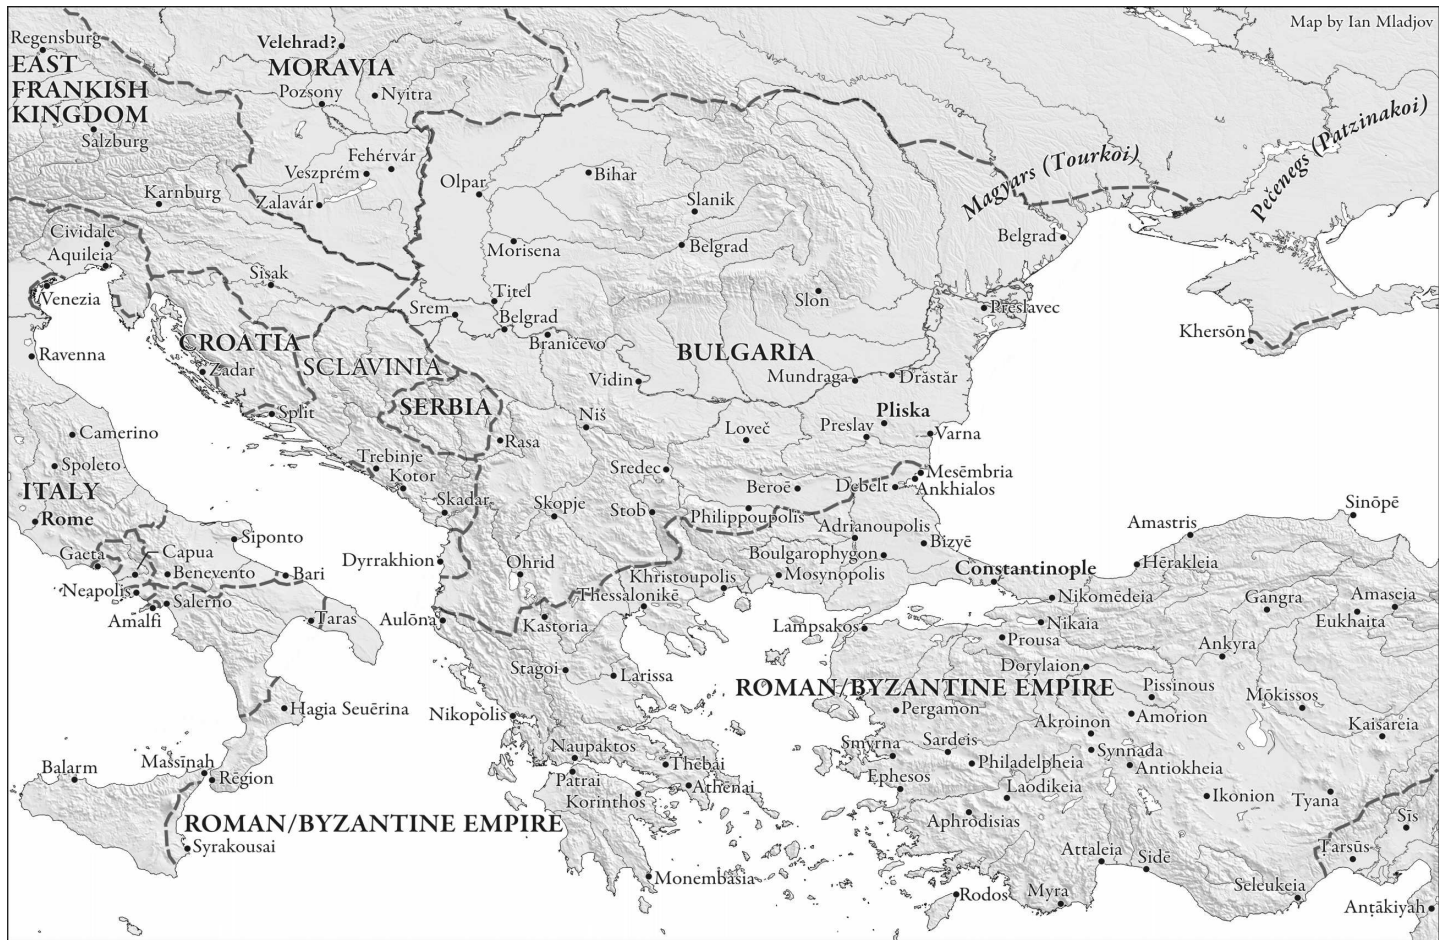 Map by Ian Mladjov
Regensburg
EAST
FRANKISH
KINGDOM
Salzburg
Karnburg
Velehrad?
MORAVIA
Pozsony
Nyitra
Fehérvár
Veszprém
Zalavár
Olpar
Bihar
Slanik
Belgrad
Morisena
Magyars (Tourkoi)
Pečenegs (Patzinakoi)
Belgrad
Cividale
Aquileia
Venezia
Sīsak
Titel
Srem
Belgrad
Braničevo
Slon
Preslavec
Khersōn
Ravenna
CROATIA
Zadar
SCLAVINIA
SERBIA
Split
BULGARIA
Vidin
Mundraga
Drăstăr
Pliska
Preslav
Varna
Niš
Loveč
Rasa
Camerino
Spoleto
ITALY
Rome
Trebinje
Kotor
Skadar
Sredec
Beroē
Debelt
Mesēmbria
Ankhialos
Skopje
Stob
Philippoupolis
Adrianoupolis
Bizyē
Boulgarophygon
Mosynopolis
Siponto
Gaeta
Capua
Benevento
Bari
Neapolis
Salerno
Amalfi
Taras
Dyrrakhion
Ohrid
Khristoupolis
Thessalonikē
Aulōna
Kastoria
Constantinople
Sinōpē
Amastris
Hērakleia
Nikomēdeia
Nikaia
Prousa
Gangra
Amaseia
Eukhaita
Ankyra
Lampsakos
Dorylaion
Stagoi
Larissa
ROMAN/BYZANTINE EMPIRE
Pissinous
Mōkissos
Pergamon
Amorion
Kaisareia
Akroinon
Hagia Seuērina
Nikopolis
Naupaktos
Thēbai
Smyrna
Sardeis
Synnada
Philadelpheia
Antiokheia
Balarm
Massīnah
Rēgion
Patrai
Athēnai
Korinthos
Ephesos
Laodikeia
Ikonion
Tyana
Aphrodisias
Sīs
ROMAN/BYZANTINE EMPIRE
Syrakousai
Attaleia
Sidē
Ṭarsūs
Monembasia
Rodos
Myra
Seleukeia
Anṭākiyah